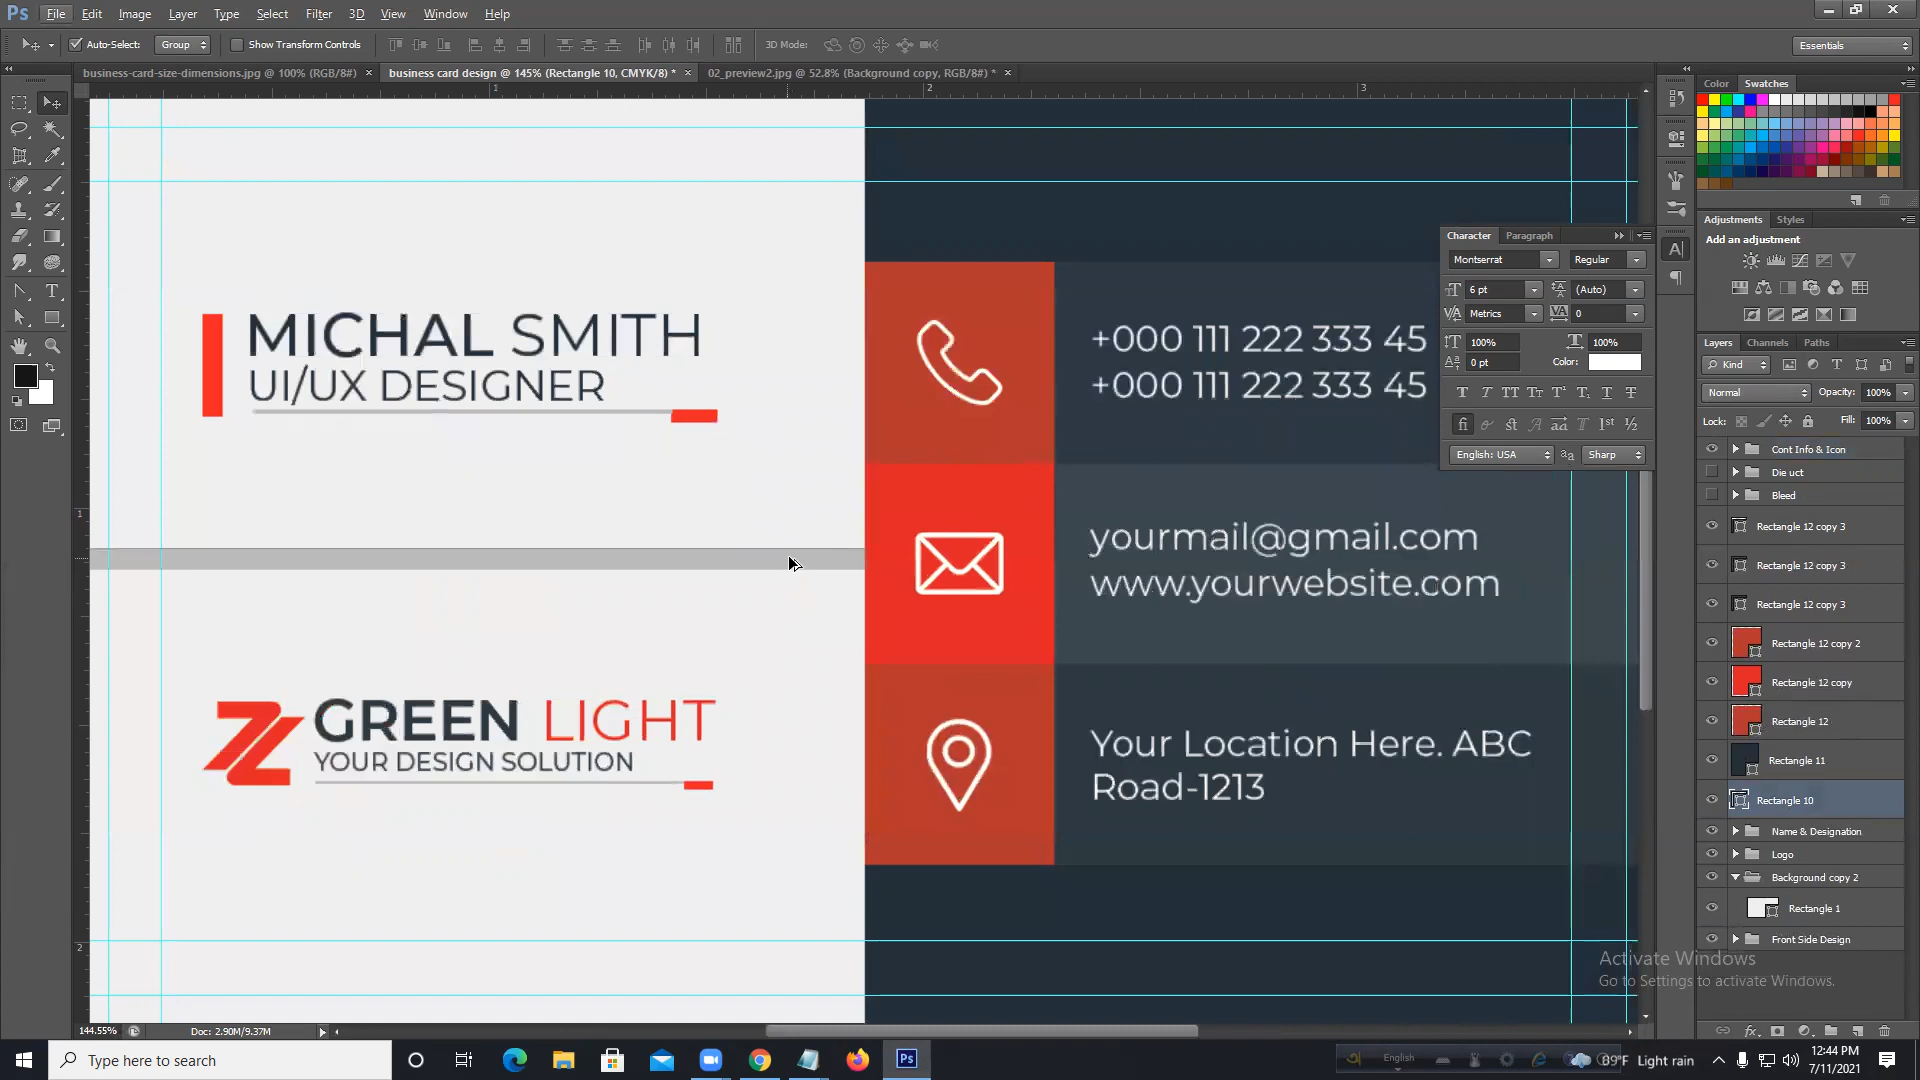 Ps File Edit Image Layer Type Select Filter 3D View Window Help
Auto-Select: Group Show Transform Controls 3D Mode: Essentials
business-card-size-dimensions.jpg @ 100% (RGB/8#) × business card design @ 145% (Rectangle 10, CMYK/8) * × 02_preview2.jpg @ 52.8% (Background copy, RGB/8#) * ×
1 2 3
Color Swatches
Adjustments Styles
Add an adjustment
Character Paragraph
Montserrat Regular
6 pt (Auto)
Metrics 0
100% 100%
0 pt Color:
English: USA Sharp
Layers Channels Paths
Kind
Normal Opacity: 100%
Lock: Fill: 100%
Cont Info & Icon
Die uct
Bleed
Rectangle 12 copy 3
Rectangle 12 copy 3
Rectangle 12 copy 3
Rectangle 12 copy 2
Rectangle 12 copy
Rectangle 12
Rectangle 11
Rectangle 10
Name & Designation
Logo
Background copy 2
Rectangle 1
Front Side Design
MICHAL SMITH
UI/UX DESIGNER
GREEN LIGHT
YOUR DESIGN SOLUTION
+000 111 222 333 45
+000 111 222 333 45
yourmail@gmail.com
www.yourwebsite.com
Your Location Here. ABC
Road-1213
1
2
Activate Windows
Go to Settings to activate Windows.
144.55% Doc: 2.90M/9.37M
Type here to search
English
89°F Light rain
12:44 PM
7/11/2021